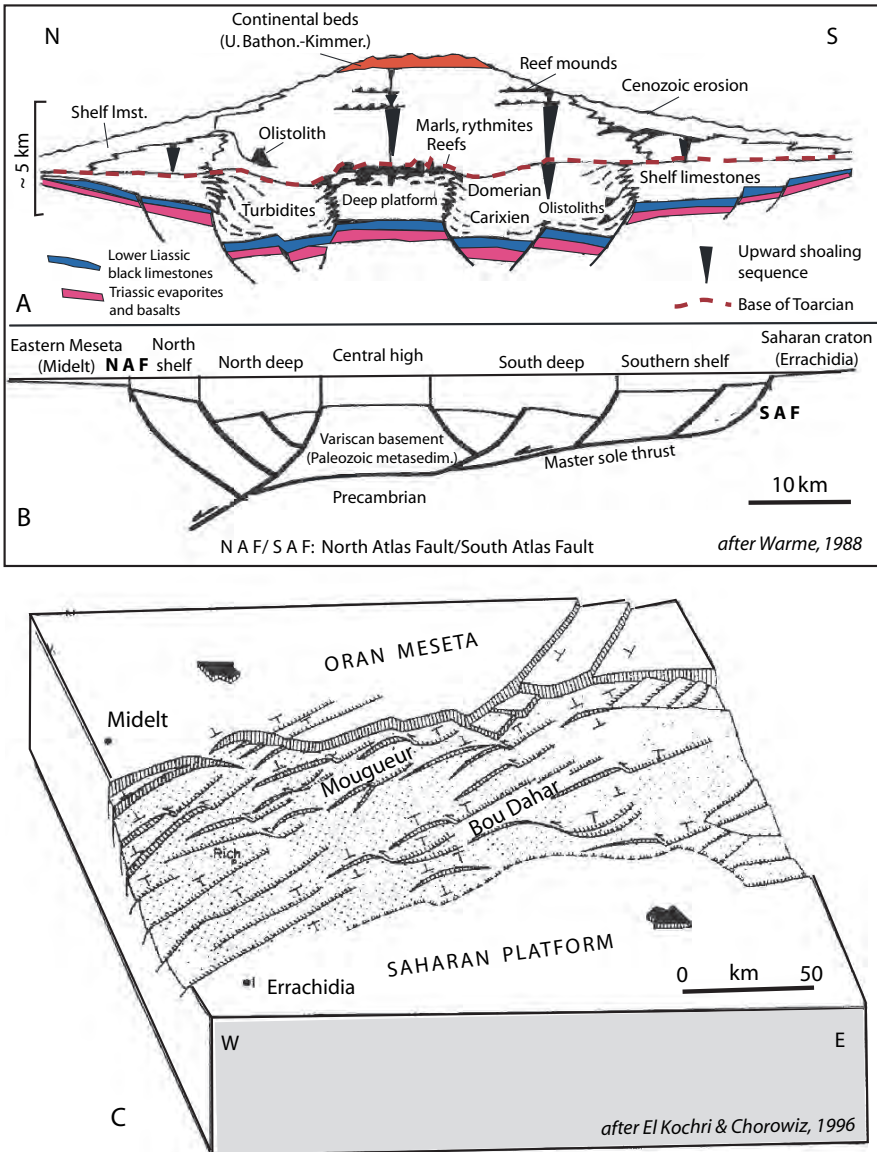 N
S
Continental beds
(U. Bathon.-Kimmer.)
Reef mounds
Cenozoic erosion
Shelf lmst.
Olistolith
Marls, rythmites
Reefs
~ 5 km
Shelf limestones
Domerian
Deep platform
Turbidites
Carixien
Olistoliths
Lower Liassic
black limestones
Triassic evaporites
and basalts
Upward shoaling
sequence
Base of Toarcian
A
Eastern Meseta
(Midelt)
N A F
North
shelf
North deep
Central high
South deep
Southern shelf
Saharan craton
(Errachidia)
S A F
Variscan basement
(Paleozoic metasedim.)
Master sole thrust
Precambrian
10 km
B
N A F/ S A F: North Atlas Fault/South Atlas Fault
after Warme, 1988
ORAN MESETA
Midelt
Mougueur
Bou Dahar
Rich
SAHARAN PLATFORM
Errachidia
0 km 50
W
E
C
after El Kochri & Chorowiz, 1996